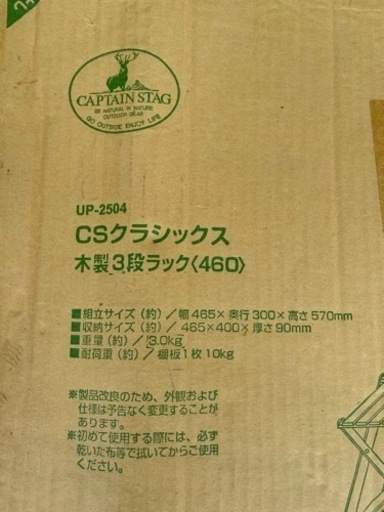 CAPTAIN STAG
BE NATURAL IN NATURE
OUTDOOR GEAR
GO OUTSIDE ENJOY LIFE
UP-2504
CSクラシックス
木製3段ラック〈460〉
■組立サイズ（約）／幅465×奥行300×高さ570mm
■収納サイズ（約）／465×400×厚さ90mm
■重量（約）／3.0kg
■耐荷重（約）／棚板1枚10kg
※製品改良のため、外観および
仕様は予告なく変更することが
あります。
※初めて使用する際には、必ず
乾いた布等で拭いてからご使用
ください。